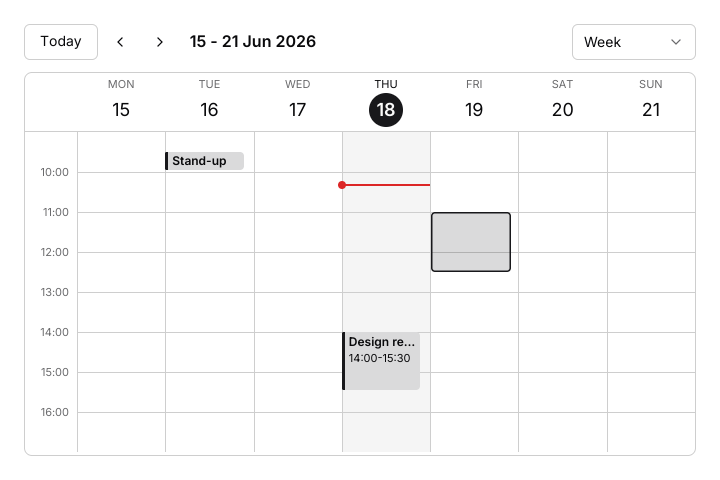 Today
15 - 21 Jun 2026
Week
MON TUE WED THU FRI SAT SUN
15 16 17 18 19 20 21
Stand-up
10:00
11:00
12:00
13:00
14:00
Design re...
14:00-15:30
15:00
16:00